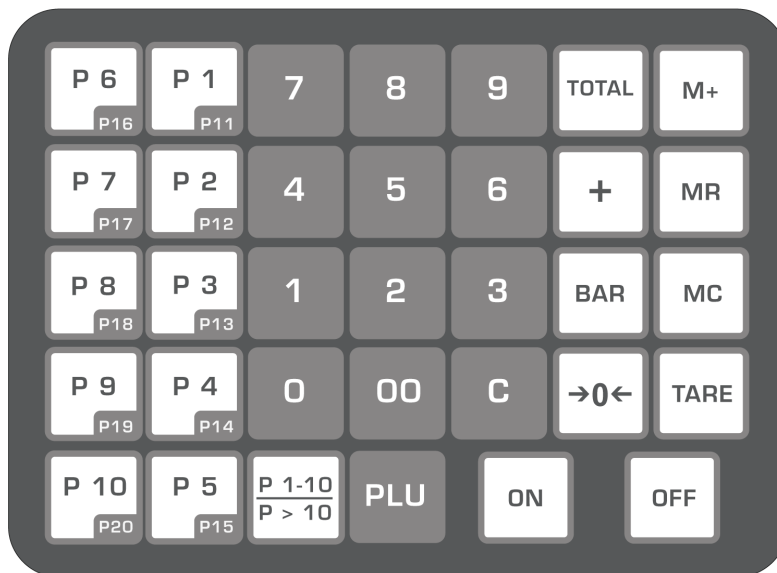 P 6 P 1 7 8 9 TOTAL M+
P16 P11
P 7 P 2 4 5 6 + MR
P17 P12
P 8 P 3 1 2 3 BAR MC
P18 P13
P 9 P 4 0 00 C →0← TARE
P19 P14
P 10 P 5 P 1-10 PLU ON OFF
P20 P15 P > 10